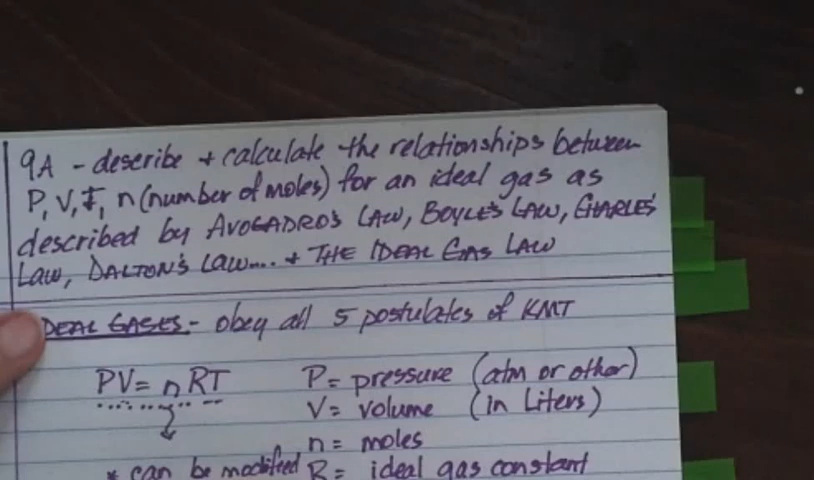 9A - describe + calculate the relationships between
P, V, T, n (number of moles) for an ideal gas as
described by AVOGADRO'S LAW, BOYLE'S LAW, CHARLES'
LAW, DALTON'S LAW.... + THE IDEAL GAS LAW
IDEAL GASES - obey all 5 postulates of KMT
PV = nRT P = pressure (atm or other)
V = volume (in Liters)
n = moles
* can be modified R = ideal gas constant